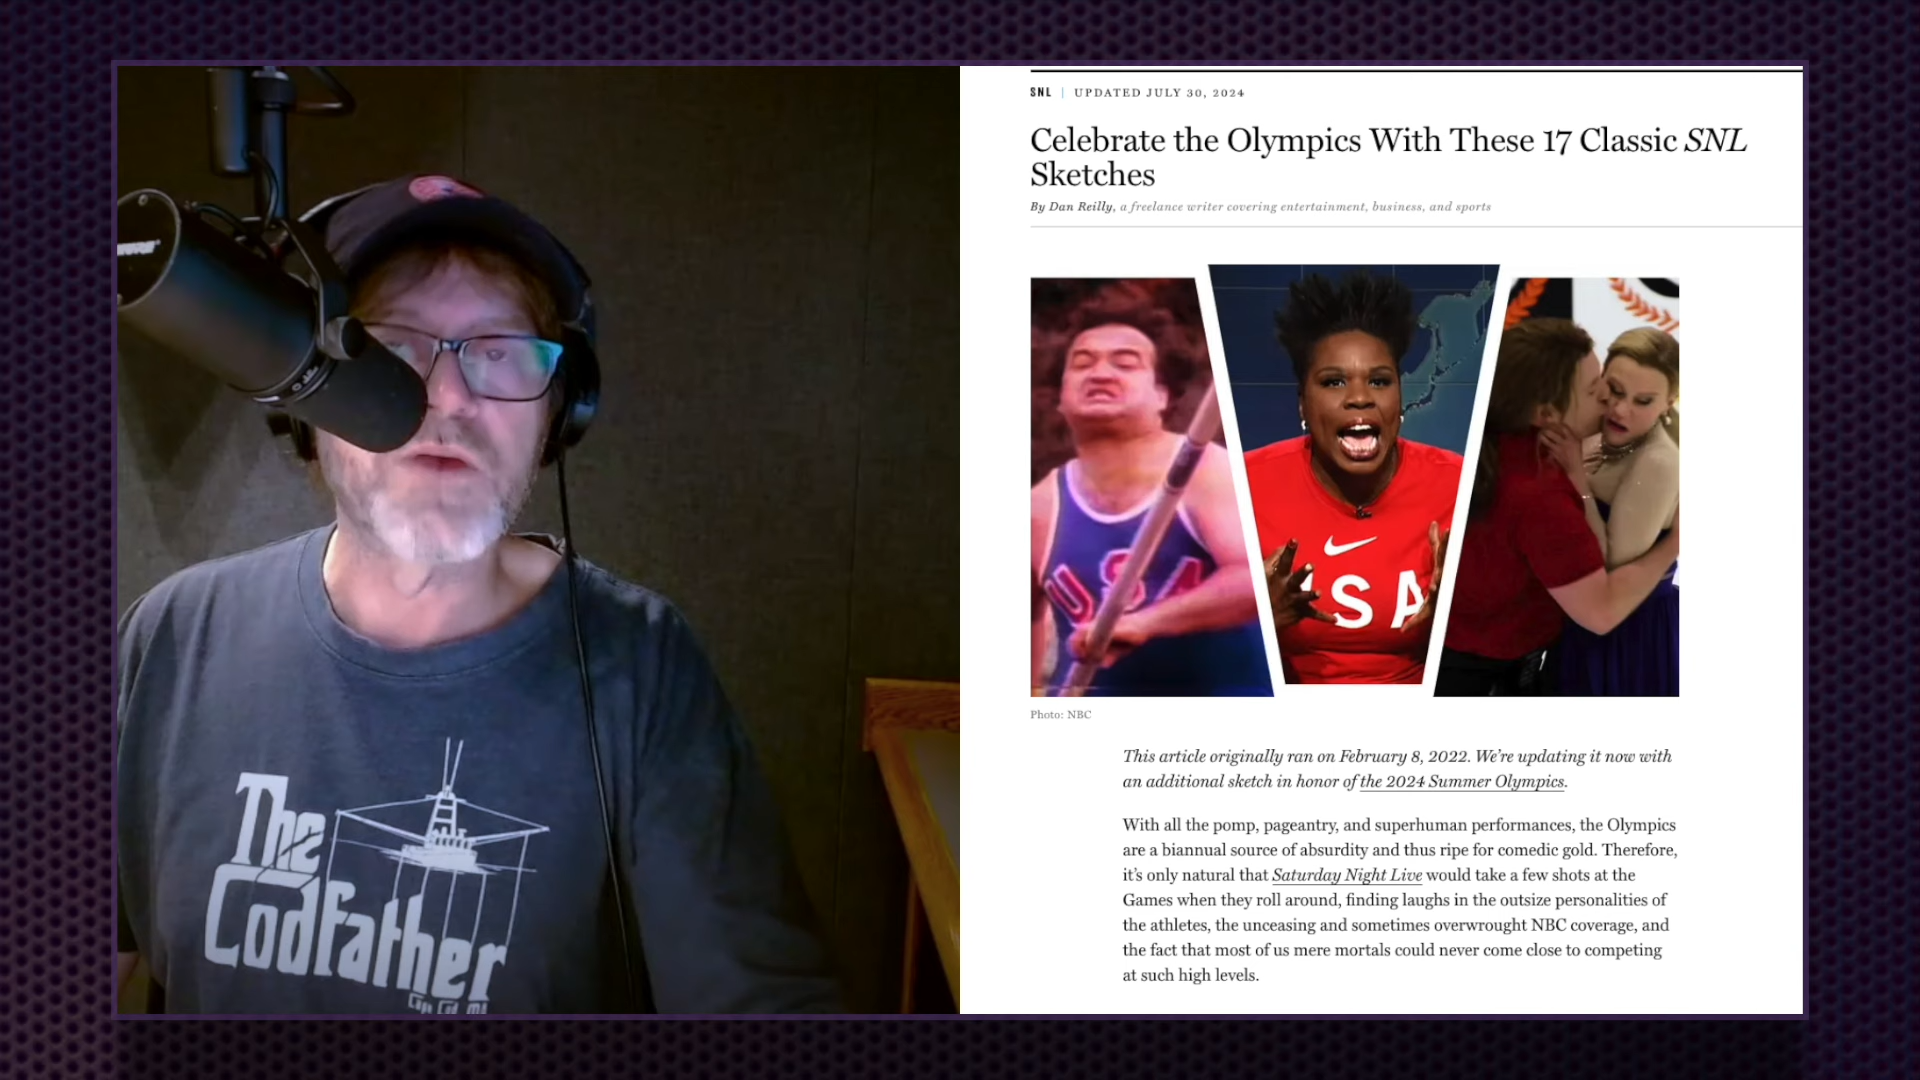 SHURE
The
Codfather
Cape Cod, MA
SNL | UPDATED JULY 30, 2024
Celebrate the Olympics With These 17 Classic SNL
Sketches
By Dan Reilly, a freelance writer covering entertainment, business, and sports
USA
SA
Photo: NBC
This article originally ran on February 8, 2022. We're updating it now with
an additional sketch in honor of the 2024 Summer Olympics.
With all the pomp, pageantry, and superhuman performances, the Olympics
are a biannual source of absurdity and thus ripe for comedic gold. Therefore,
it's only natural that Saturday Night Live would take a few shots at the
Games when they roll around, finding laughs in the outsize personalities of
the athletes, the unceasing and sometimes overwrought NBC coverage, and
the fact that most of us mere mortals could never come close to competing
at such high levels.